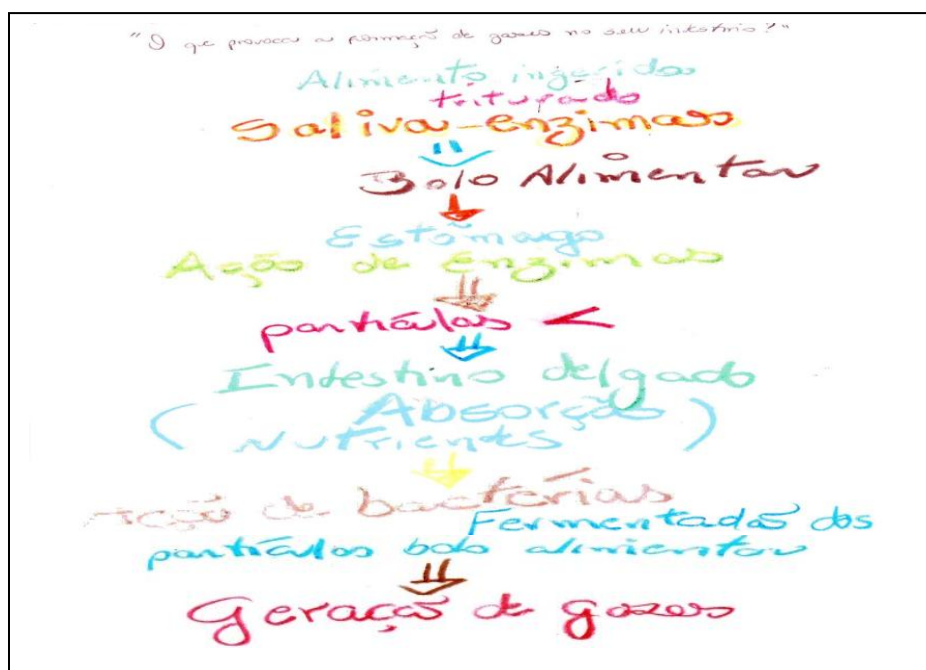 "O que provoca a formação de gazes no seu intestino?"
Alimento ingerido
triturado
Saliva-enzimas
Bolo Alimentar
Estômago
Ação de enzimas
partículas <
Intestino delgado
( Absorção )
Nutrientes
Ação de bactérias
Fermentadas dos
partículas bolo alimentar
Geração de gazes